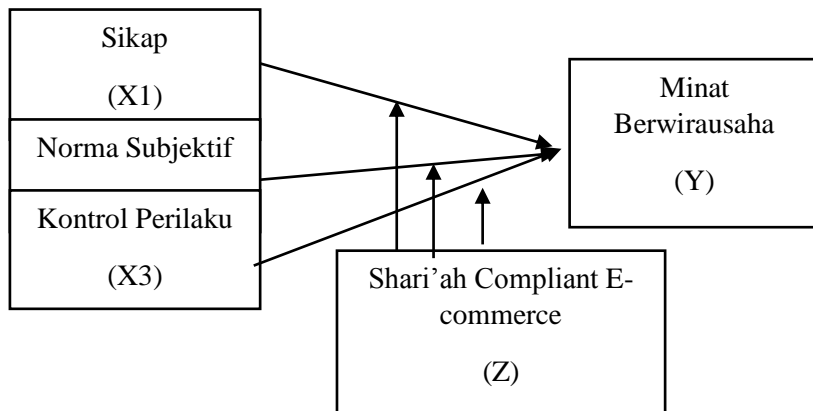 Sikap
(X1)
Norma Subjektif
Kontrol Perilaku
(X3)
Minat
Berwirausaha
(Y)
Shari’ah Compliant E-
commerce
(Z)